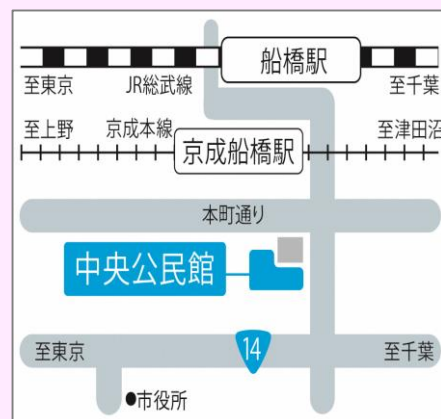 船橋駅
至東京 JR総武線 至千葉
至上野 京成本線 至津田沼
京成船橋駅
本町通り
中央公民館
至東京 14 至千葉
●市役所